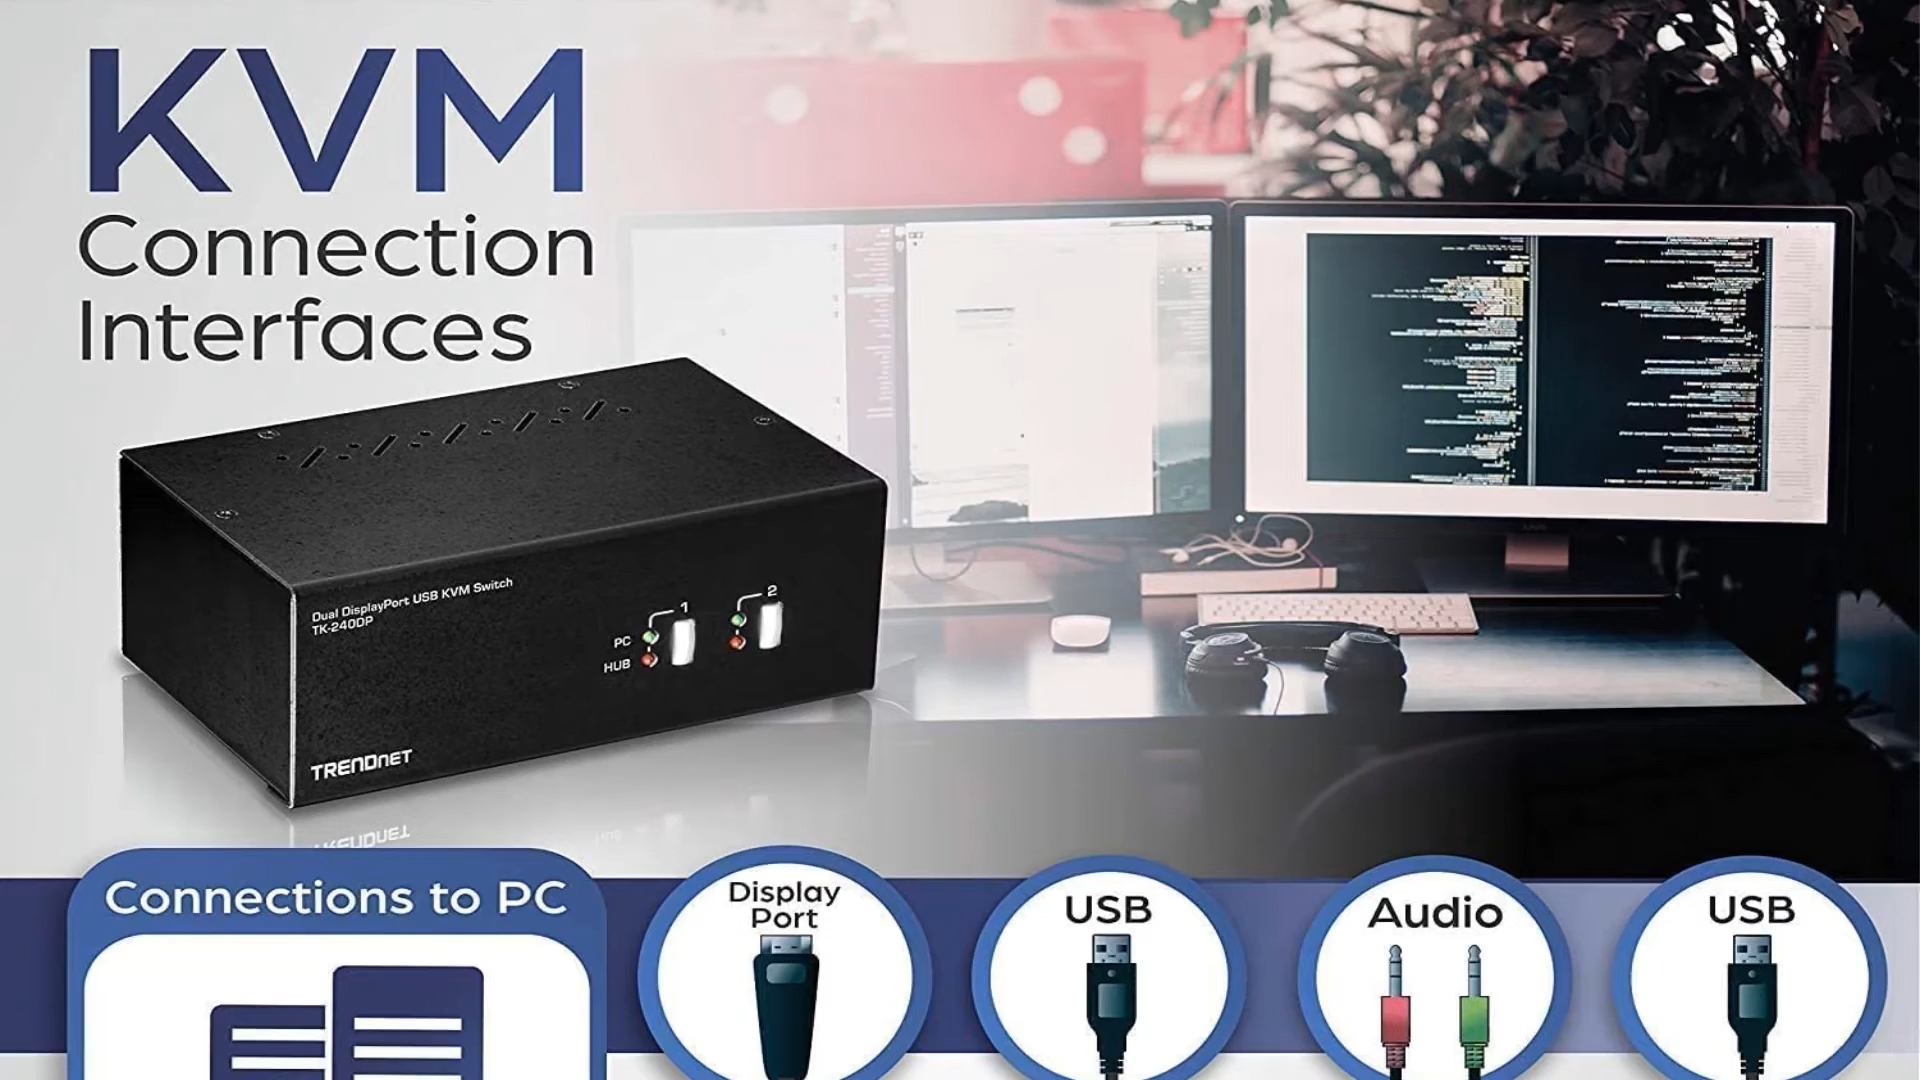 KVM
Connection
Interfaces
Dual DisplayPort USB KVM Switch
TK-240DP
1
2
PC
HUB
TRENDnET
Connections to PC
Display
Port
USB
Audio
USB